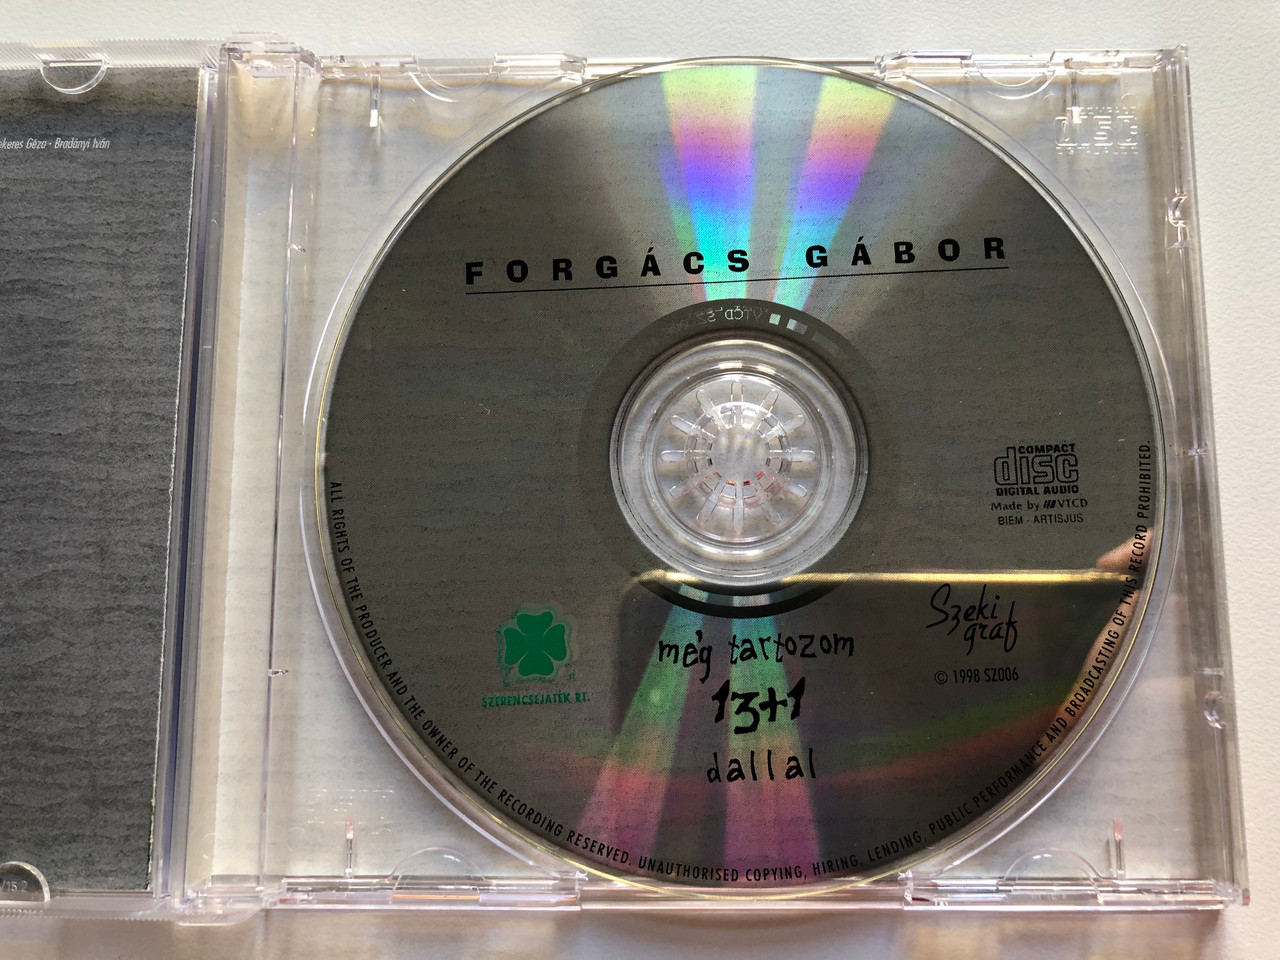 Géza - Bradányi Iván
FORGÁCS GÁBOR
VTCD SZ
COMPACT
disc
DIGITAL AUDIO
Made by VTCD
BIEM - ARTISJUS
Szeki
graf
© 1998 SZ006
SZERENCSEJÁTÉK RT.
még tartozom
13+1
dallal
ALL RIGHTS OF THE PRODUCER AND THE OWNER OF THE RECORDING RESERVED. UNAUTHORISED COPYING, HIRING, LENDING, PUBLIC PERFORMANCE AND BROADCASTING OF THIS RECORD PROHIBITED.